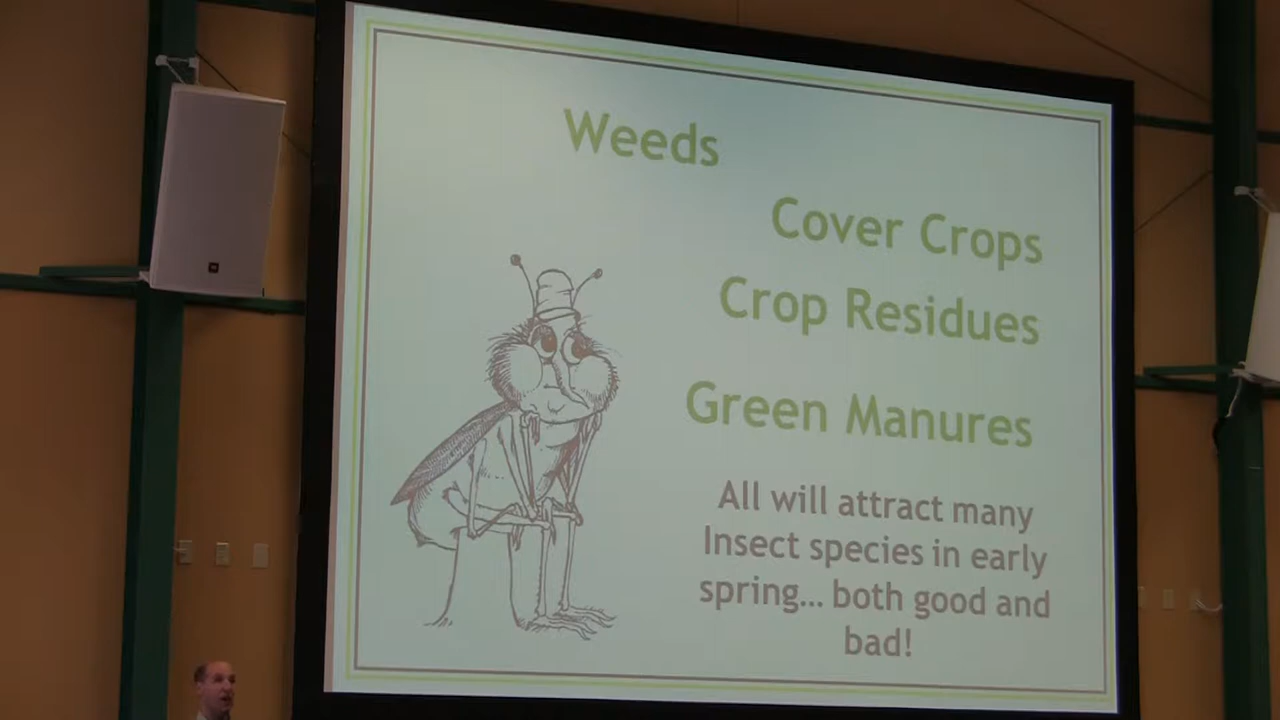 Weeds
Cover Crops
Crop Residues
Green Manures
All will attract many
Insect species in early
spring... both good and
bad!